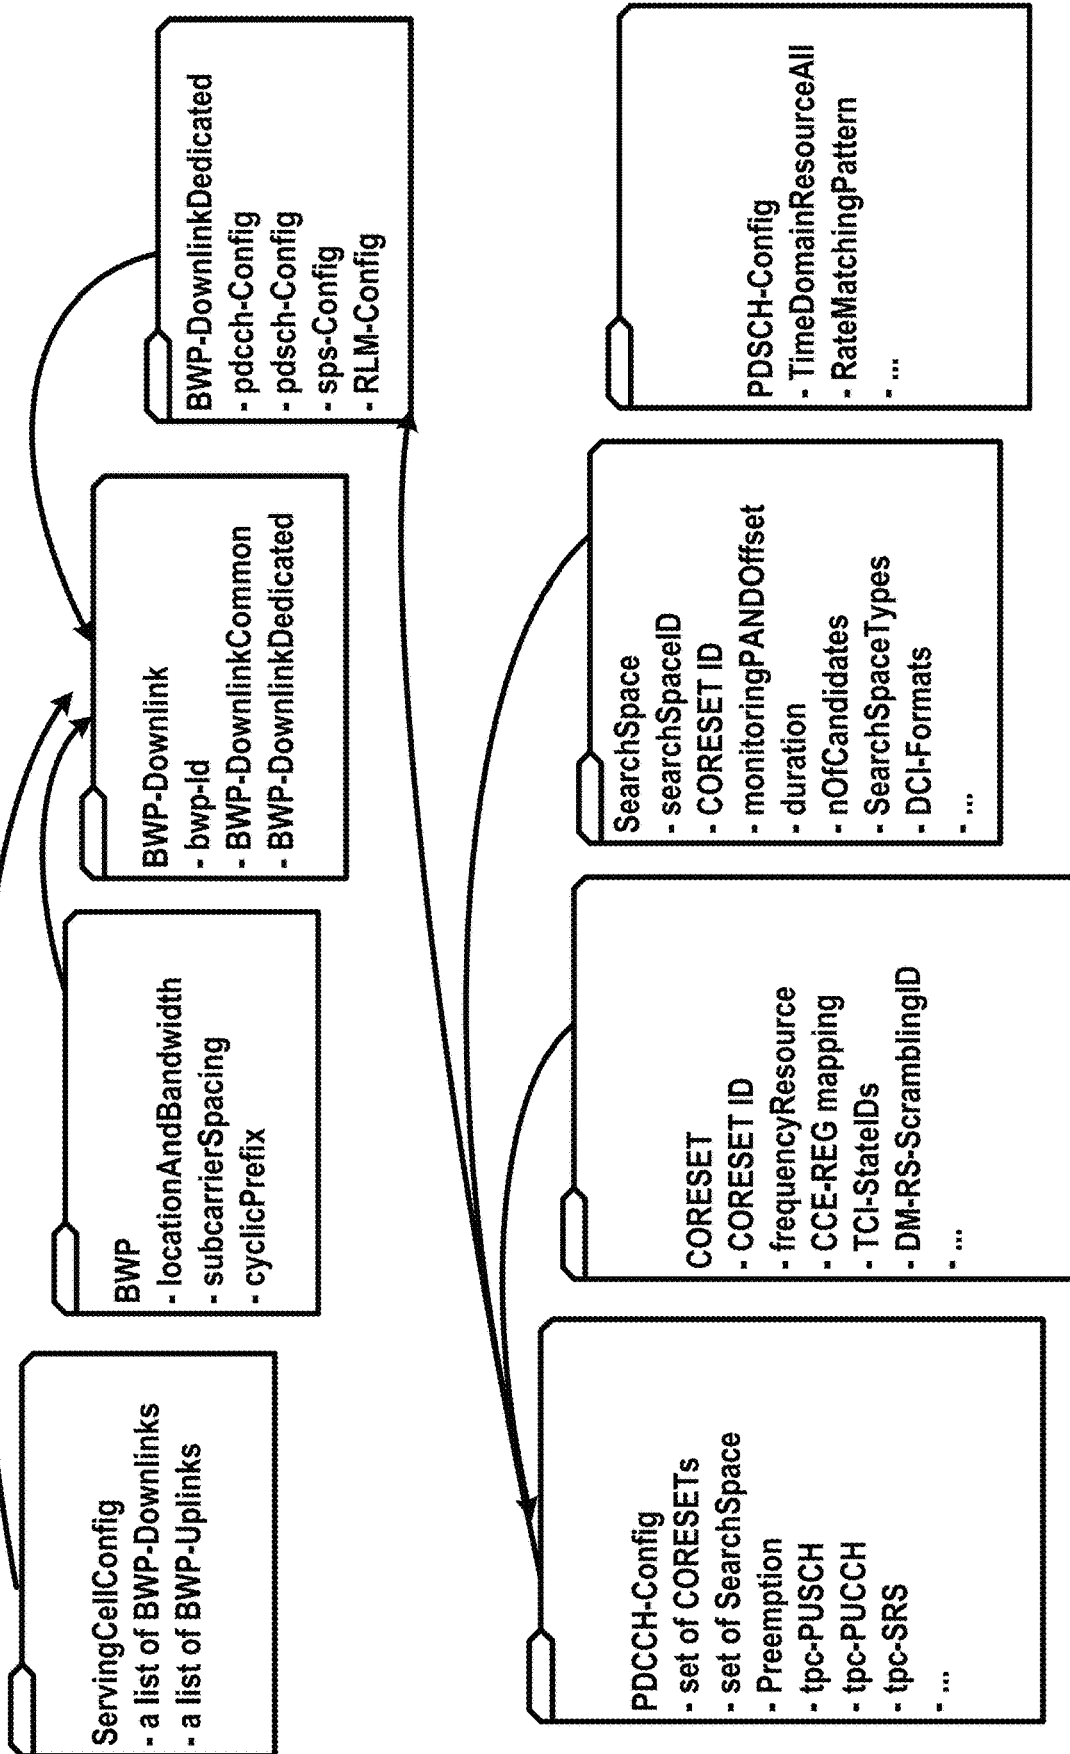 ServingCellConfig
- a list of BWP-Downlinks
- a list of BWP-Uplinks
BWP
- locationAndBandwidth
- subcarrierSpacing
- cyclicPrefix
BWP-Downlink
- bwp-Id
- BWP-DownlinkCommon
- BWP-DownlinkDedicated
BWP-DownlinkDedicated
- pdcch-Config
- pdsch-Config
- sps-Config
- RLM-Config
PDCCH-Config
- set of CORESETs
- set of SearchSpace
- Preemption
- tpc-PUSCH
- tpc-PUCCH
- tpc-SRS
- ...
CORESET
- CORESET ID
- frequencyResource
- CCE-REG mapping
- TCI-StateIDs
- DM-RS-ScramblingID
- ...
SearchSpace
- searchSpaceID
- CORESET ID
- monitoringPANDOffset
- duration
- nOfCandidates
- SearchSpaceTypes
- DCI-Formats
- ...
PDSCH-Config
- TimeDomainResourceAll
- RateMatchingPattern
- ...